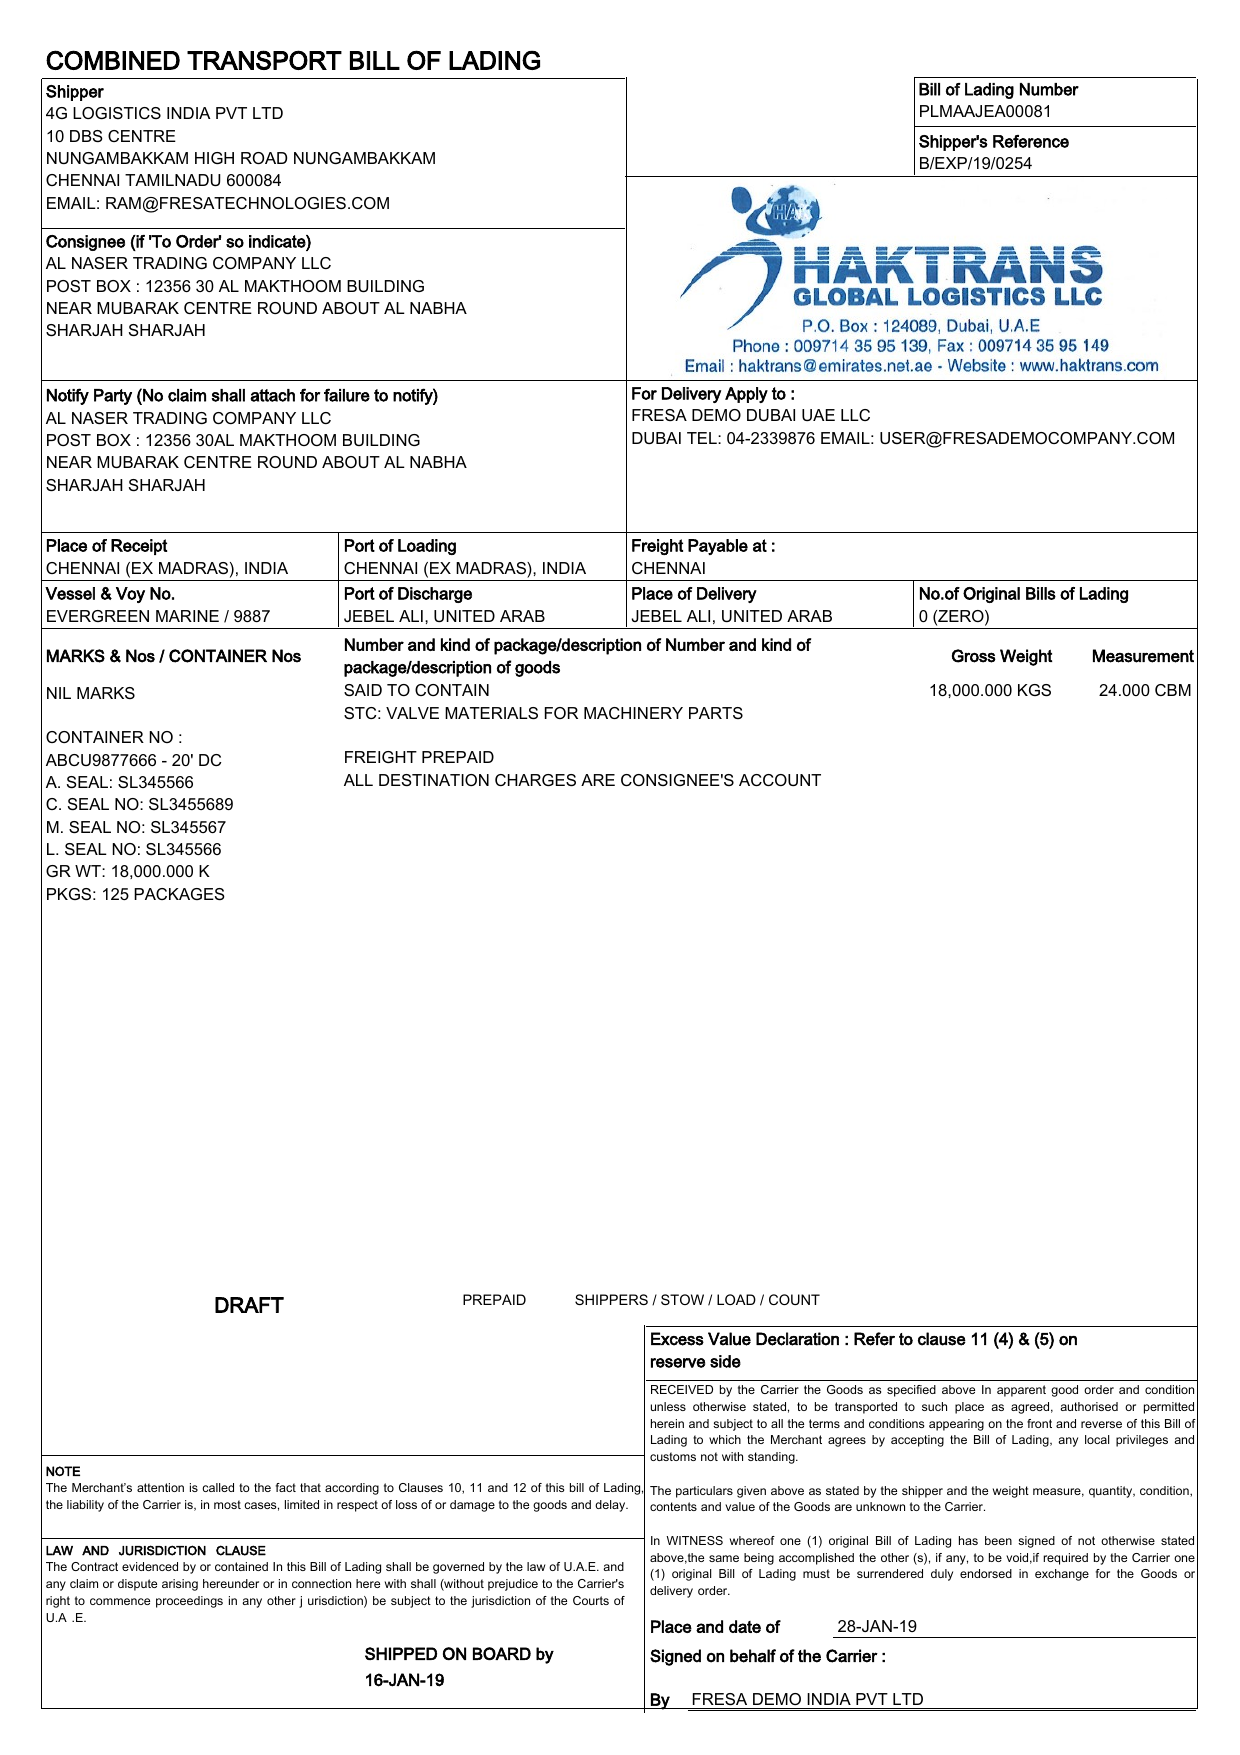 COMBINED TRANSPORT BILL OF LADING
Shipper
4G LOGISTICS INDIA PVT LTD
10 DBS CENTRE
NUNGAMBAKKAM HIGH ROAD NUNGAMBAKKAM
CHENNAI TAMILNADU 600084
EMAIL: RAM@FRESATECHNOLOGIES.COM
Bill of Lading Number
PLMAAJEA00081
Shipper's Reference
B/EXP/19/0254
Consignee (if 'To Order' so indicate)
AL NASER TRADING COMPANY LLC
POST BOX : 12356 30 AL MAKTHOOM BUILDING
NEAR MUBARAK CENTRE ROUND ABOUT AL NABHA
SHARJAH SHARJAH
HAK
HAKTRANS
GLOBAL LOGISTICS LLC
P.O. Box : 124089, Dubai, U.A.E
Phone : 009714 35 95 139, Fax : 009714 35 95 149
Email : haktrans@emirates.net.ae - Website : www.haktrans.com
Notify Party (No claim shall attach for failure to notify)
AL NASER TRADING COMPANY LLC
POST BOX : 12356 30AL MAKTHOOM BUILDING
NEAR MUBARAK CENTRE ROUND ABOUT AL NABHA
SHARJAH SHARJAH
For Delivery Apply to :
FRESA DEMO DUBAI UAE LLC
DUBAI TEL: 04-2339876 EMAIL: USER@FRESADEMOCOMPANY.COM
Place of Receipt
CHENNAI (EX MADRAS), INDIA
Port of Loading
CHENNAI (EX MADRAS), INDIA
Freight Payable at :
CHENNAI
Vessel & Voy No.
EVERGREEN MARINE / 9887
Port of Discharge
JEBEL ALI, UNITED ARAB
Place of Delivery
JEBEL ALI, UNITED ARAB
No.of Original Bills of Lading
0 (ZERO)
MARKS & Nos / CONTAINER Nos
Number and kind of package/description of Number and kind of
package/description of goods
Gross Weight
Measurement
NIL MARKS
CONTAINER NO :
ABCU9877666 - 20' DC
A. SEAL: SL345566
C. SEAL NO: SL3455689
M. SEAL NO: SL345567
L. SEAL NO: SL345566
GR WT: 18,000.000 K
PKGS: 125 PACKAGES
SAID TO CONTAIN
STC: VALVE MATERIALS FOR MACHINERY PARTS
FREIGHT PREPAID
ALL DESTINATION CHARGES ARE CONSIGNEE'S ACCOUNT
18,000.000 KGS
24.000 CBM
DRAFT
PREPAID
SHIPPERS / STOW / LOAD / COUNT
Excess Value Declaration : Refer to clause 11 (4) & (5) on
reserve side
RECEIVED by the Carrier the Goods as specified above In apparent good order and condition
unless otherwise stated, to be transported to such place as agreed, authorised or permitted
herein and subject to all the terms and conditions appearing on the front and reverse of this Bill of
Lading to which the Merchant agrees by accepting the Bill of Lading, any local privileges and
customs not with standing.
The particulars given above as stated by the shipper and the weight measure, quantity, condition,
contents and value of the Goods are unknown to the Carrier.
In WITNESS whereof one (1) original Bill of Lading has been signed of not otherwise stated
above,the same being accomplished the other (s), if any, to be void,if required by the Carrier one
(1) original Bill of Lading must be surrendered duly endorsed in exchange for the Goods or
delivery order.
NOTE
The Merchant's attention is called to the fact that according to Clauses 10, 11 and 12 of this bill of Lading,
the liability of the Carrier is, in most cases, limited in respect of loss of or damage to the goods and delay.
LAW AND JURISDICTION CLAUSE
The Contract evidenced by or contained In this Bill of Lading shall be governed by the law of U.A.E. and
any claim or dispute arising hereunder or in connection here with shall (without prejudice to the Carrier's
right to commence proceedings in any other j urisdiction) be subject to the jurisdiction of the Courts of
U.A .E.
SHIPPED ON BOARD by
16-JAN-19
Place and date of 28-JAN-19
Signed on behalf of the Carrier :
By FRESA DEMO INDIA PVT LTD